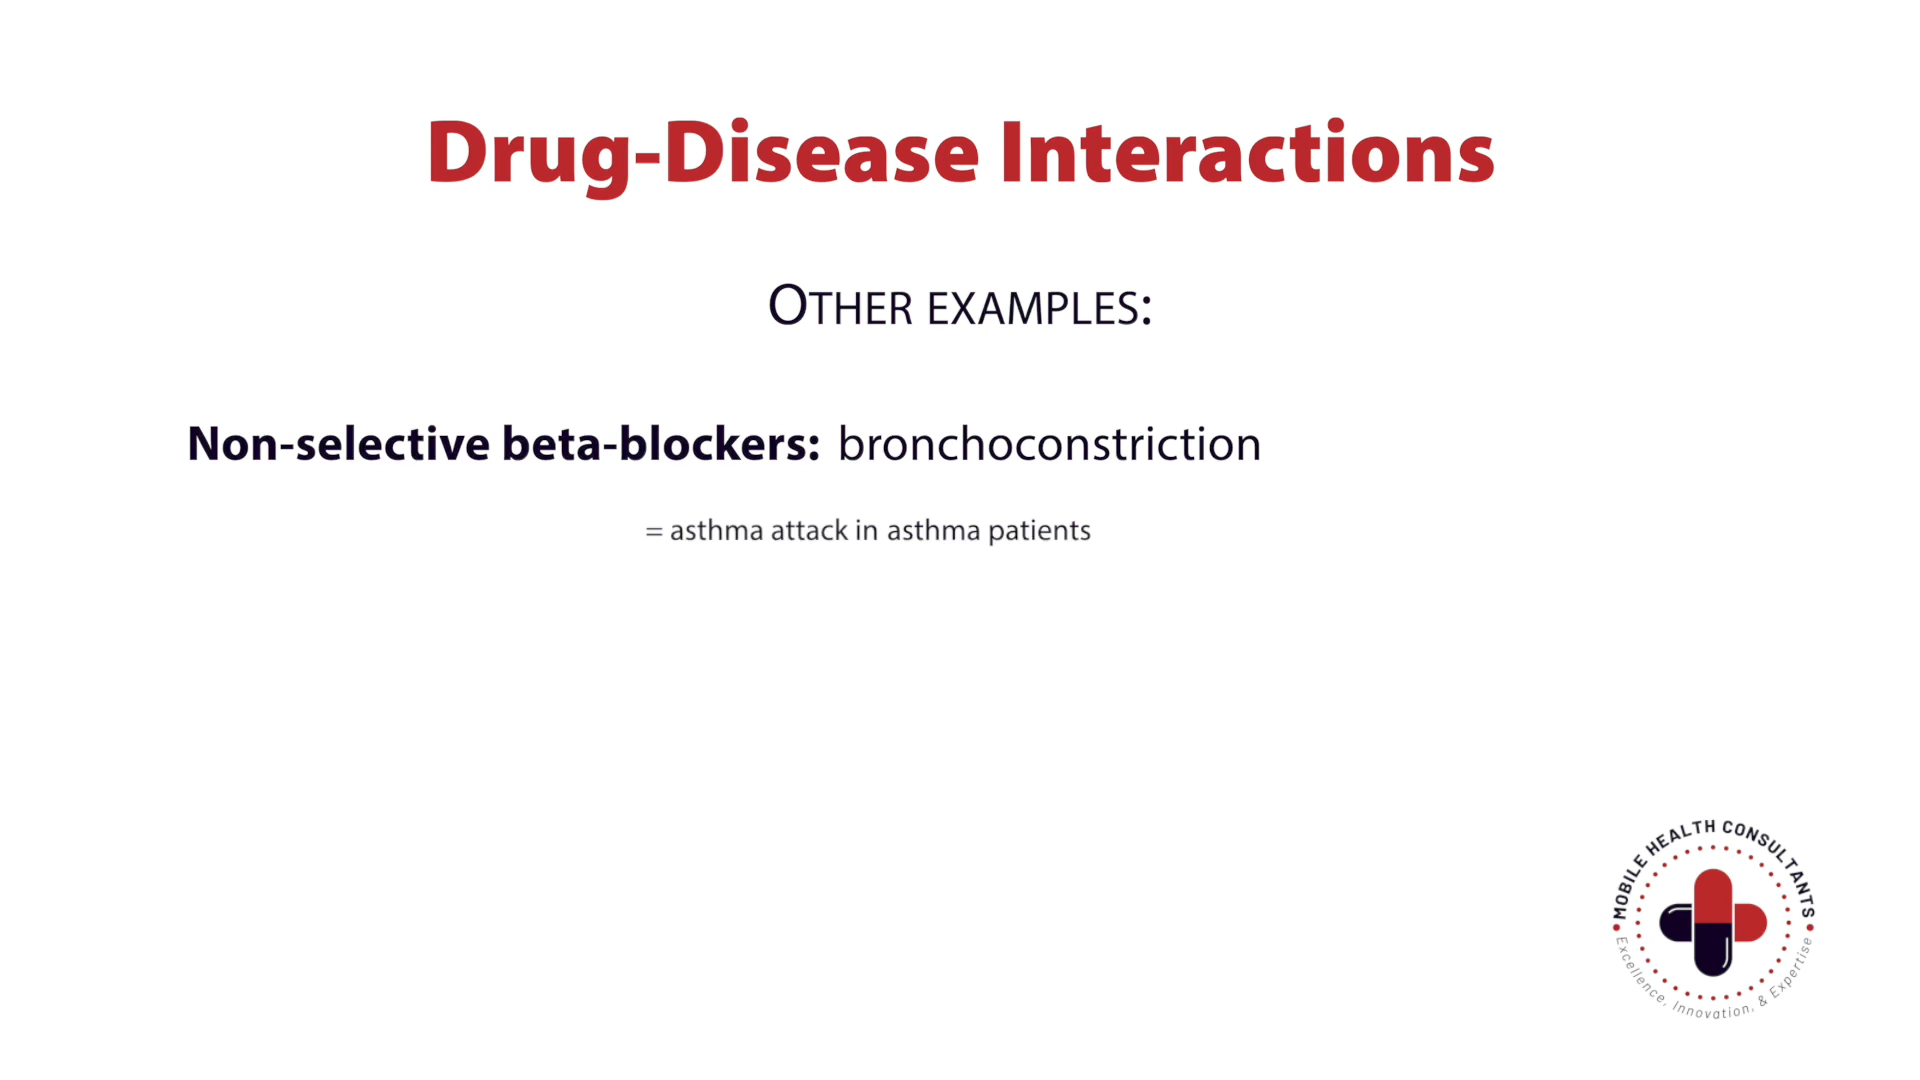 Drug-Disease Interactions
OTHER EXAMPLES:
Non-selective beta-blockers: bronchoconstriction
= asthma attack in asthma patients
MOBILE HEALTH CONSULTANTS
Excellence, Innovation, & Expertise